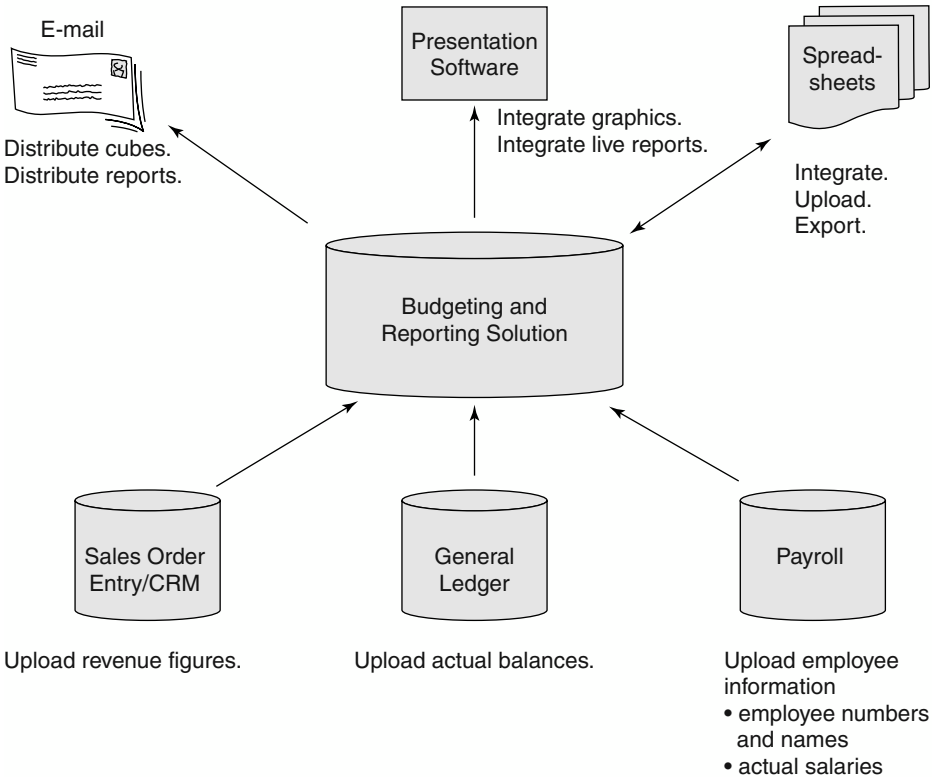 E-mail
Distribute cubes.
Distribute reports.
Presentation
Software
Integrate graphics.
Integrate live reports.
Spread-
sheets
Integrate.
Upload.
Export.
Budgeting and
Reporting Solution
Sales Order
Entry/CRM
Upload revenue figures.
General
Ledger
Upload actual balances.
Payroll
Upload employee
information
• employee numbers
and names
• actual salaries